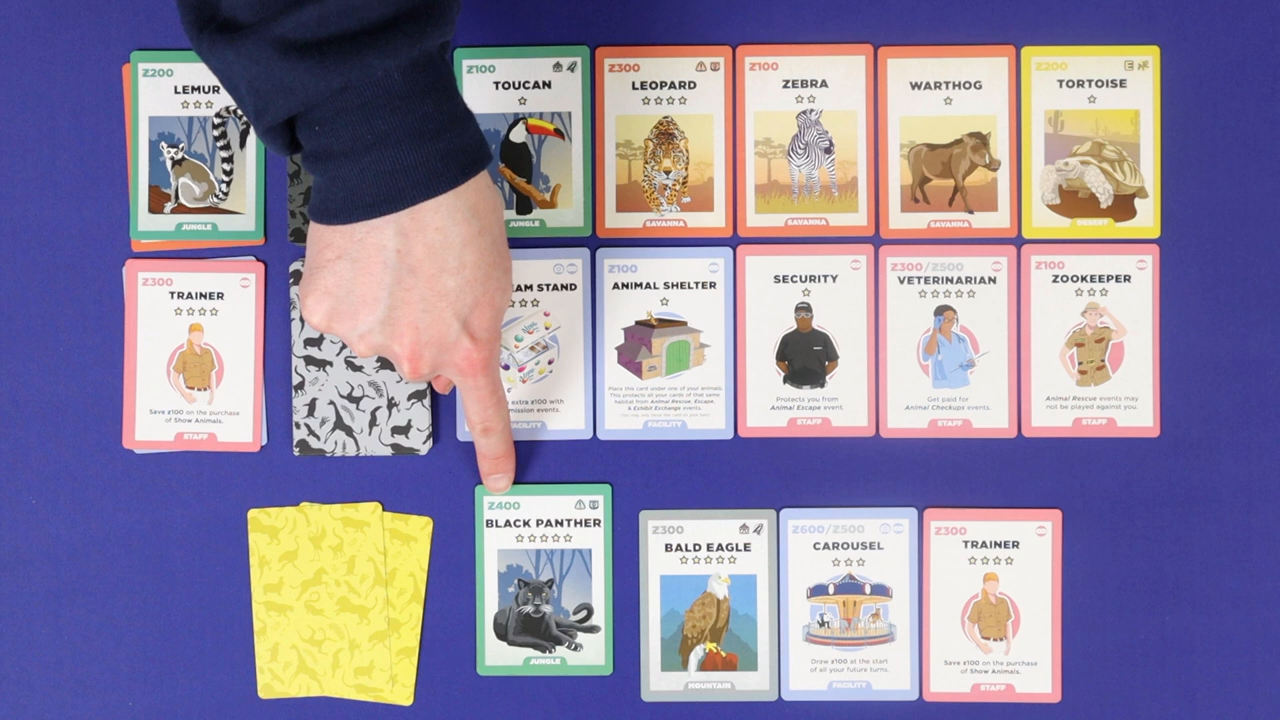 Z200
LEMUR
JUNGLE
Z100
TOUCAN
JUNGLE
Z300
LEOPARD
SAVANNA
Z100
ZEBRA
SAVANNA
WARTHOG
SAVANNA
Z200
E
TORTOISE
DESERT
Z300
TRAINER
Save Z100 on the purchase
of Show Animals.
STAFF
STAND
extra Z100 with
events.
FACILITY
Z100
ANIMAL SHELTER
Place this card under one of your animals.
This protects all your cards of that same
habitat from Animal Rescue, Escape,
& Exhibit Exchange events.
FACILITY
SECURITY
Protects you from
Animal Escape event.
STAFF
Z300/Z500
VETERINARIAN
Get paid for
Animal Checkups events.
STAFF
Z100
ZOOKEEPER
Animal Rescue events may
not be played against you.
STAFF
Z400
BLACK PANTHER
JUNGLE
Z300
BALD EAGLE
MOUNTAIN
Z600/Z500
CAROUSEL
Draw Z100 at the start
of all your future turns.
FACILITY
Z300
TRAINER
Save Z100 on the purchase
of Show Animals.
STAFF